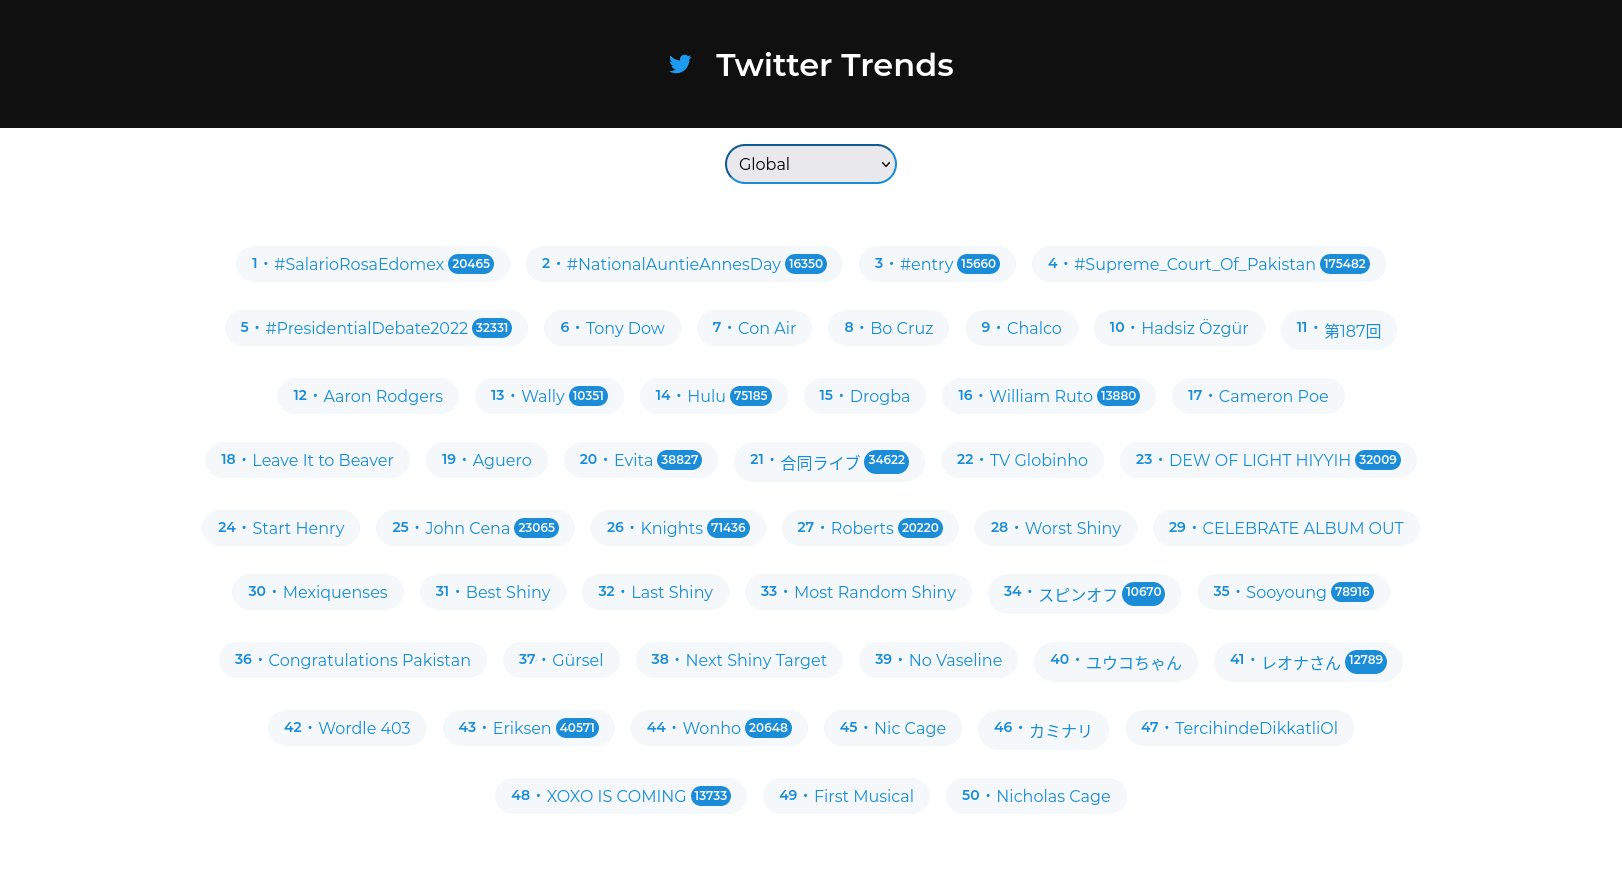 Twitter Trends
Global
1 · #SalarioRosaEdomex 20465 2 · #NationalAuntieAnnesDay 16350 3 · #entry 15660 4 · #Supreme_Court_Of_Pakistan 175482
5 · #PresidentialDebate2022 32331 6 · Tony Dow 7 · Con Air 8 · Bo Cruz 9 · Chalco 10 · Hadsiz Özgür 11 · 第187回
12 · Aaron Rodgers 13 · Wally 10351 14 · Hulu 75185 15 · Drogba 16 · William Ruto 13880 17 · Cameron Poe
18 · Leave It to Beaver 19 · Aguero 20 · Evita 38827 21 · 合同ライブ 34622 22 · TV Globinho 23 · DEW OF LIGHT HIYYIH 32009
24 · Start Henry 25 · John Cena 23065 26 · Knights 71436 27 · Roberts 20220 28 · Worst Shiny 29 · CELEBRATE ALBUM OUT
30 · Mexiquenses 31 · Best Shiny 32 · Last Shiny 33 · Most Random Shiny 34 · スピンオフ 10670 35 · Sooyoung 78916
36 · Congratulations Pakistan 37 · Gürsel 38 · Next Shiny Target 39 · No Vaseline 40 · ユウコちゃん 41 · レオナさん 12789
42 · Wordle 403 43 · Eriksen 40571 44 · Wonho 20648 45 · Nic Cage 46 · カミナリ 47 · TercihindeDikkatliOl
48 · XOXO IS COMING 13733 49 · First Musical 50 · Nicholas Cage